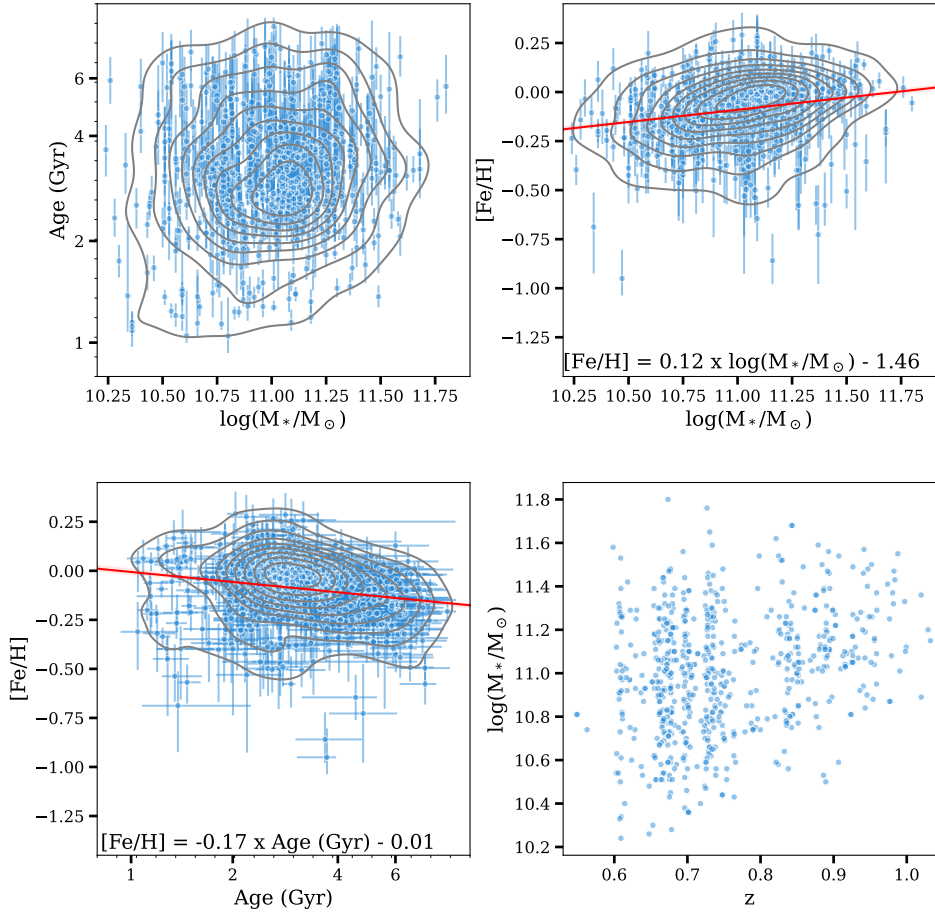 6
4
2
1
Age (Gyr)
10.25 10.50 10.75 11.00 11.25 11.50 11.75
log(M∗/M⊙)
0.25
0.00
−0.25
−0.50
−0.75
−1.00
−1.25
[Fe/H]
[Fe/H] = 0.12 x log(M∗/M⊙) - 1.46
10.25 10.50 10.75 11.00 11.25 11.50 11.75
log(M∗/M⊙)
0.25
0.00
−0.25
−0.50
−0.75
−1.00
−1.25
[Fe/H]
[Fe/H] = -0.17 x Age (Gyr) - 0.01
1 2 4 6
Age (Gyr)
11.8
11.6
11.4
11.2
11.0
10.8
10.6
10.4
10.2
log(M∗/M⊙)
0.6 0.7 0.8 0.9 1.0
z